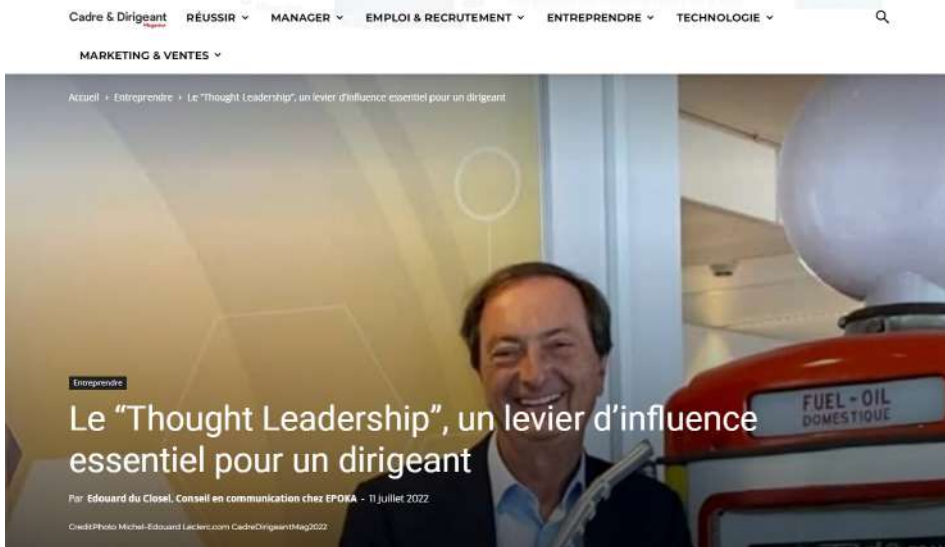 Cadre & Dirigeant
Magazine
RÉUSSIR
MANAGER
EMPLOI & RECRUTEMENT
ENTREPRENDRE
TECHNOLOGIE
MARKETING & VENTES
Accueil › Entreprendre › Le “Thought Leadership”, un levier d’influence essentiel pour un dirigeant
FUEL - OIL
DOMESTIQUE
Entreprendre
Le “Thought Leadership”, un levier d’influence
essentiel pour un dirigeant
Par Edouard du Closel, Conseil en communication chez EPOKA - 11 juillet 2022
CreditPhoto Michel-Edouard Leclerc.com CadreDirigeantMag2022